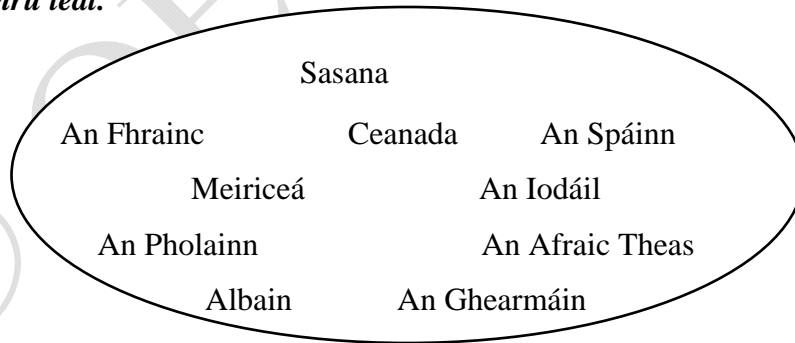 Sasana
An Fhrainc Ceanada An Spáinn
Meiriceá An Iodáil
An Pholainn An Afraic Theas
Albain An Ghearmáin